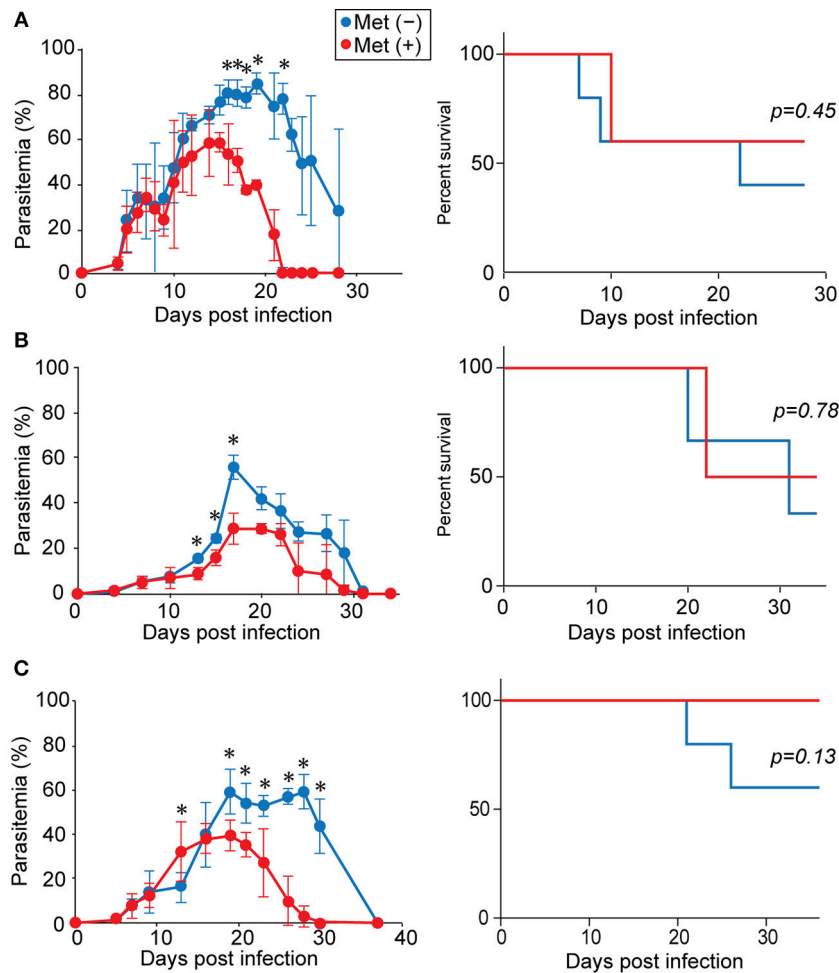 A
Met (−)
Met (+)
Parasitemia (%)
100
80
60
40
20
0
* * * * *
0 10 20 30
Days post infection
Percent survival
100
50
0
p=0.45
0 10 20 30
Days post infection
B
Parasitemia (%)
100
80
60
40
20
0
* * *
0 10 20 30
Days post infection
Percent survival
100
50
0
p=0.78
0 10 20 30
Days post infection
C
Parasitemia (%)
100
80
60
40
20
0
* * * * * * *
0 10 20 30 40
Days post infection
Percent survival
100
100
0
p=0.13
0 10 20 30
Days post infection